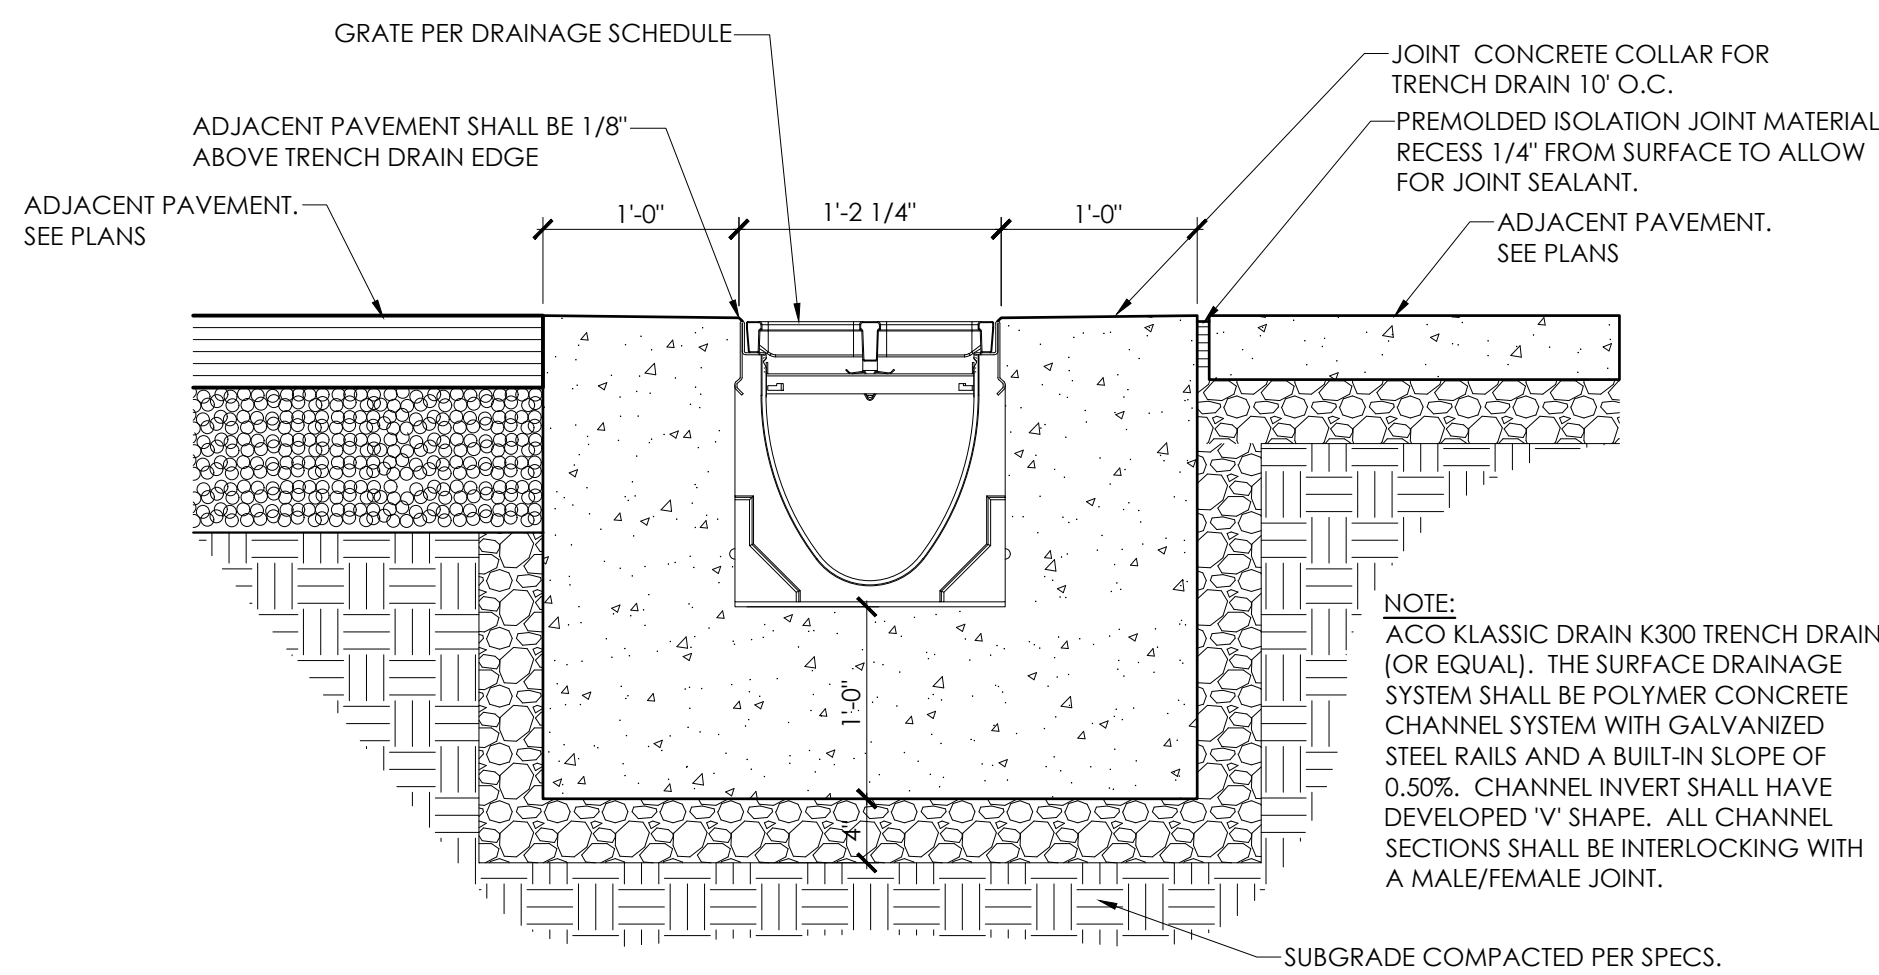 GRATE PER DRAINAGE SCHEDULE
JOINT CONCRETE COLLAR FOR
TRENCH DRAIN 10' O.C.
ADJACENT PAVEMENT SHALL BE 1/8"
ABOVE TRENCH DRAIN EDGE
PREMOLDED ISOLATION JOINT MATERIAL
RECESS 1/4" FROM SURFACE TO ALLOW
FOR JOINT SEALANT.
ADJACENT PAVEMENT.
SEE PLANS
1'-0"
1'-2 1/4"
1'-0"
ADJACENT PAVEMENT.
SEE PLANS
NOTE:
ACO KLASSIC DRAIN K300 TRENCH DRAIN
(OR EQUAL). THE SURFACE DRAINAGE
SYSTEM SHALL BE POLYMER CONCRETE
CHANNEL SYSTEM WITH GALVANIZED
STEEL RAILS AND A BUILT-IN SLOPE OF
0.50%. CHANNEL INVERT SHALL HAVE
DEVELOPED 'V' SHAPE. ALL CHANNEL
SECTIONS SHALL BE INTERLOCKING WITH
A MALE/FEMALE JOINT.
1'-0"
4"
SUBGRADE COMPACTED PER SPECS.